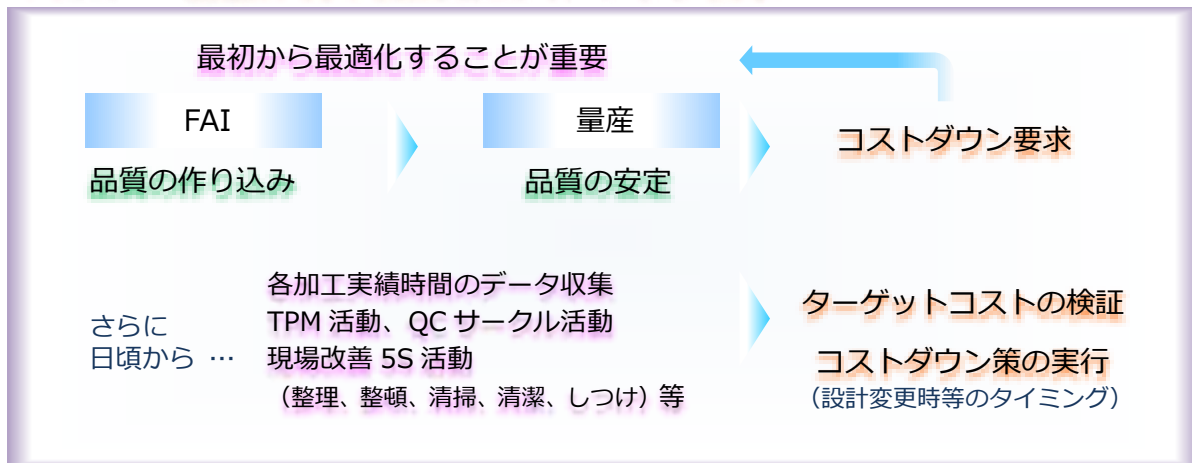 最初から最適化することが重要
FAI
量産
コストダウン要求
品質の作り込み
品質の安定
さらに
日頃から …
各加工実績時間のデータ収集
TPM 活動、QC サークル活動
現場改善 5S 活動
（整理、整頓、清掃、清潔、しつけ）等
ターゲットコストの検証
コストダウン策の実行
（設計変更時等のタイミング）